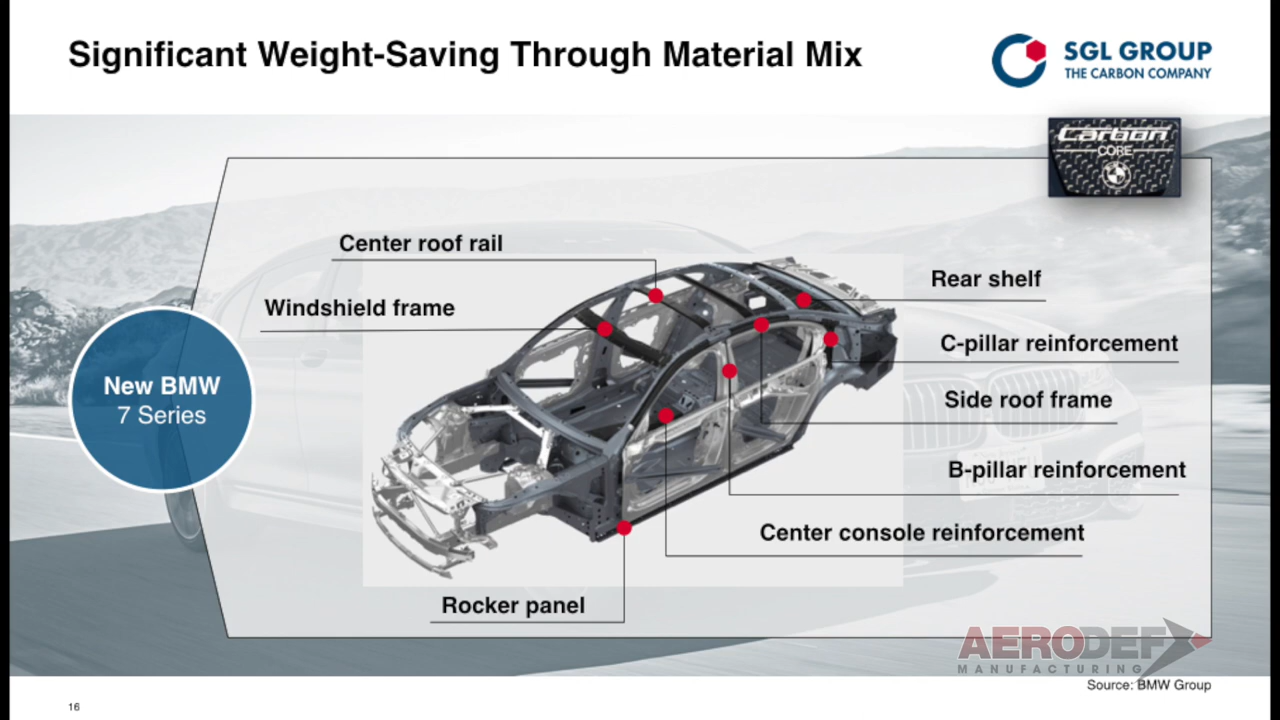 Significant Weight-Saving Through Material Mix
SGL GROUP
THE CARBON COMPANY
Carbon
CORE
Center roof rail
Rear shelf
Windshield frame
C-pillar reinforcement
New BMW
7 Series
Side roof frame
B-pillar reinforcement
Center console reinforcement
Rocker panel
AERODEF
MANUFACTURING
Source: BMW Group
16